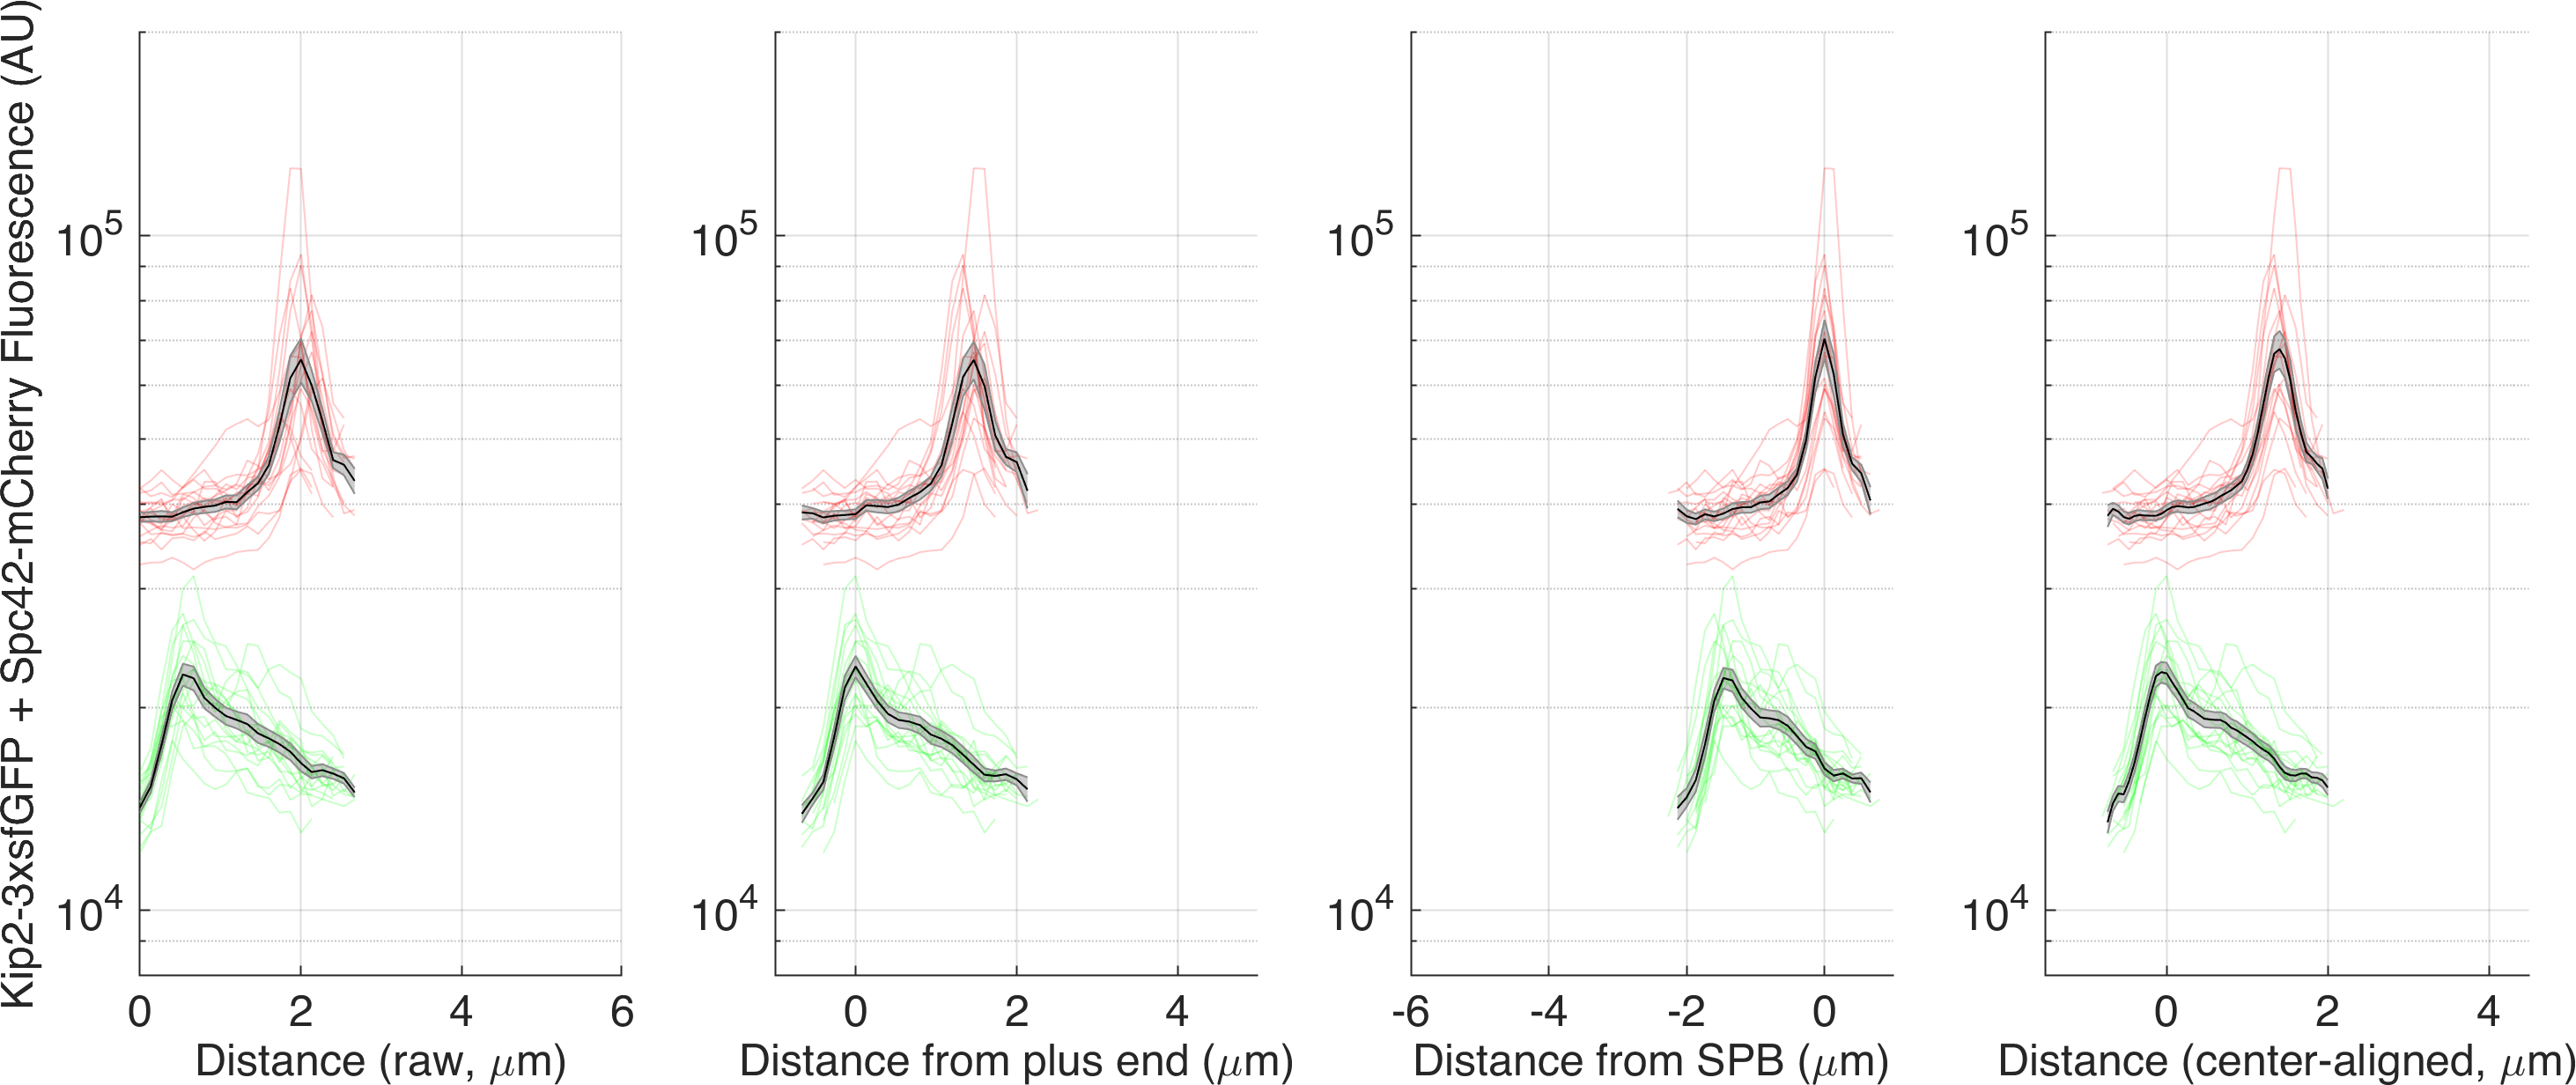 Kip2-3xsfGFP + Spc42-mCherry Fluorescence (AU)
10^5
10^4
0 2 4 6
Distance (raw, μm)
10^5
10^4
0 2 4
Distance from plus end (μm)
10^5
10^4
-6 -4 -2 0
Distance from SPB (μm)
10^5
10^4
0 2 4
Distance (center-aligned, μm)